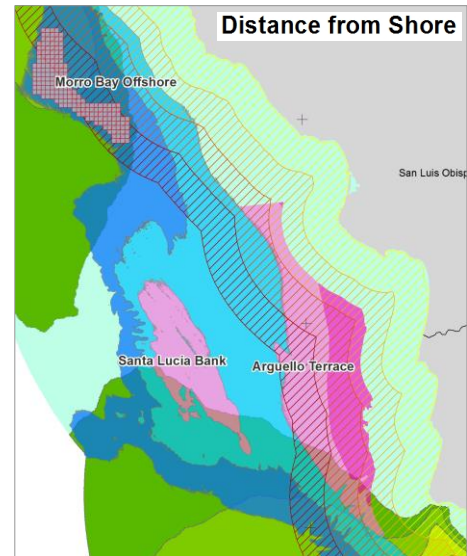 Distance from Shore
Morro Bay Offshore
San Luis Obisp
Santa Lucia Bank
Arguello Terrace